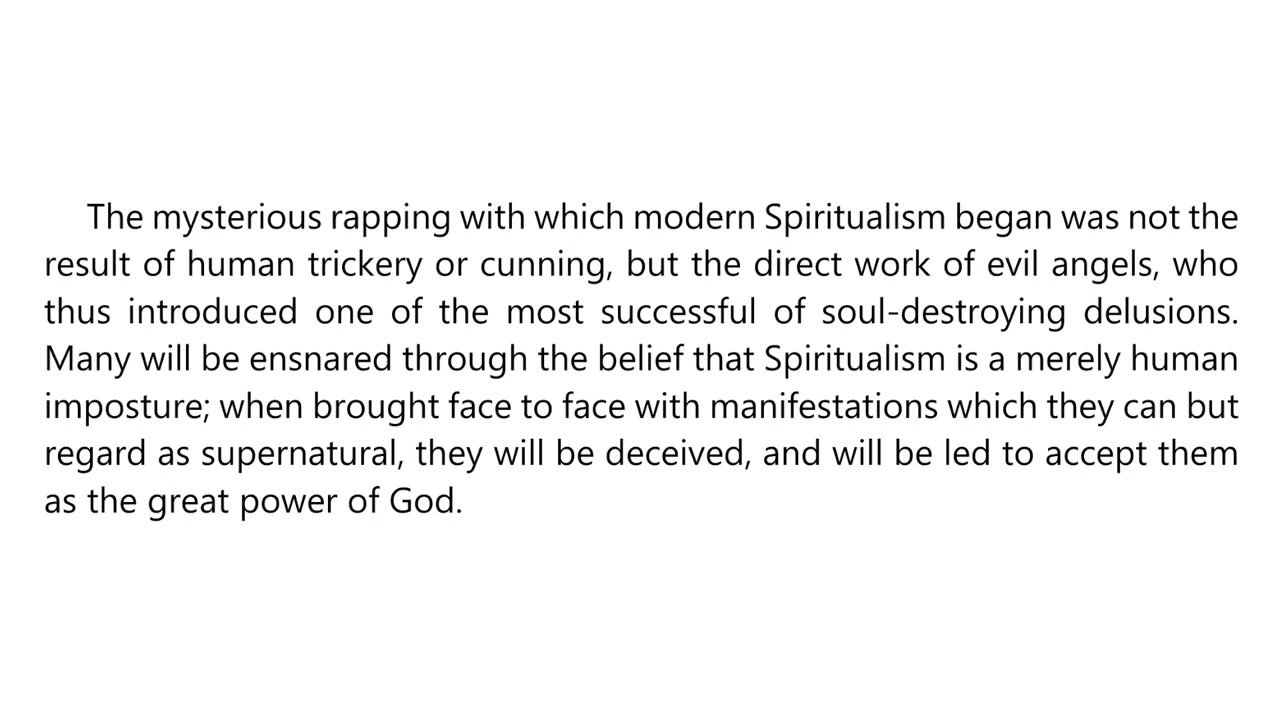 The mysterious rapping with which modern Spiritualism began was not the
result of human trickery or cunning, but the direct work of evil angels, who
thus introduced one of the most successful of soul-destroying delusions.
Many will be ensnared through the belief that Spiritualism is a merely human
imposture; when brought face to face with manifestations which they can but
regard as supernatural, they will be deceived, and will be led to accept them
as the great power of God.